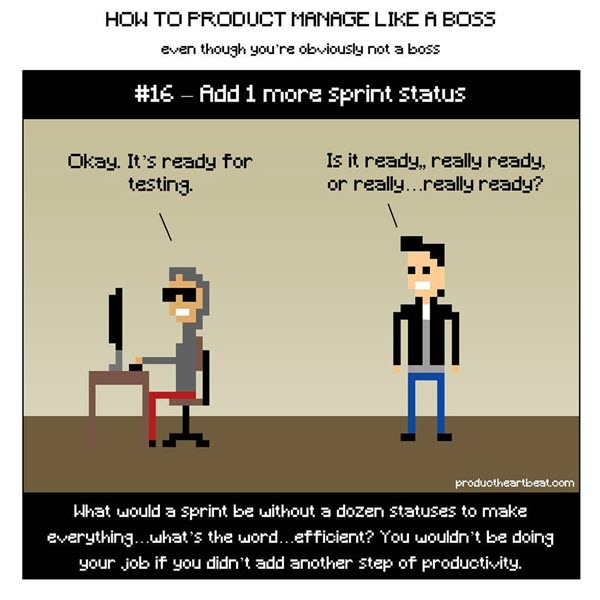 HOW TO PRODUCT MANAGE LIKE A BOSS
even though you're obviously not a boss
#16 – Add 1 more sprint status
Okay. It's ready for
testing.
Is it ready,, really ready,
or really...really ready?
productheartbeat.com
What would a sprint be without a dozen statuses to make
everything...what's the word...efficient? You wouldn't be doing
your job if you didn't add another step of productivity.